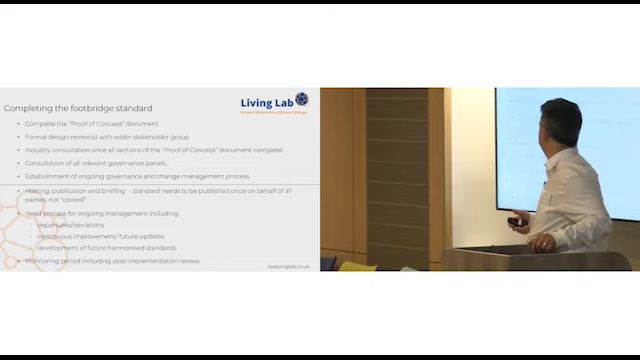 Living Lab
Completing the footbridge standard
• Complete the "Proof of Concept" document
• Formal design review(s) with wider stakeholder group
• Industry consultation once all sections of the "Proof of Concept" document complete
• Consultation of all relevant governance panels.
• Establishment of ongoing governance and change management process
• Hosting, publication and briefing – standard needs to be published once on behalf of all
parties, not "cloned"
• Need process for ongoing management including:
- departures/deviations
- continuous improvement/ future updates
- development of future harmonised standards
• Monitoring period including post-implementation review